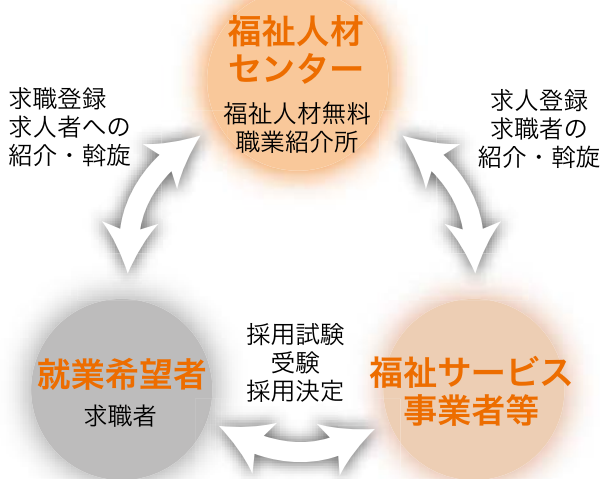 福祉人材
センター
福祉人材無料
職業紹介所
求職登録
求人者への
紹介・斡旋
求人登録
求職者の
紹介・斡旋
就業希望者
求職者
採用試験
受験
採用決定
福祉サービス
事業者等